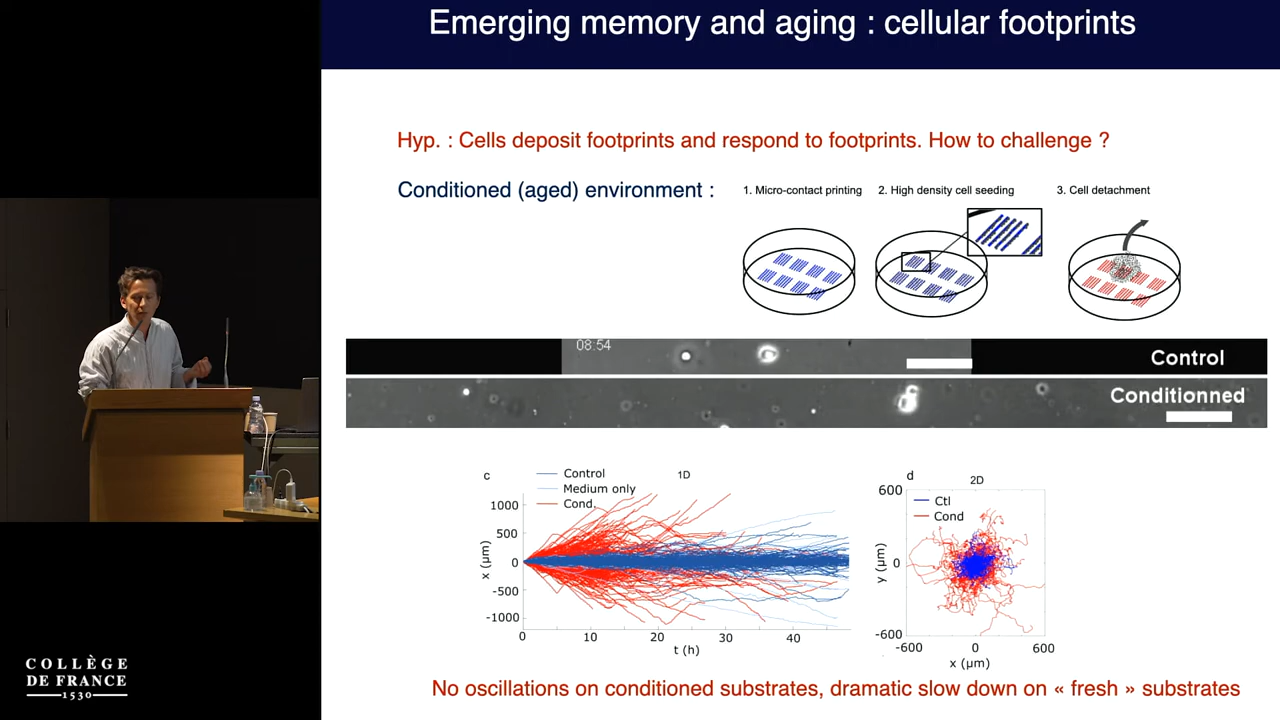 Emerging memory and aging : cellular footprints
Hyp. : Cells deposit footprints and respond to footprints. How to challenge ?
Conditioned (aged) environment :
1. Micro-contact printing
2. High density cell seeding
3. Cell detachment
08:54
Control
Conditionned
c
Control
1D
Medium only
Cond.
1000
500
0
-500
-1000
x (µm)
0
10
20
30
40
t (h)
d
2D
600
Ctl
Cond
0
-600
y (µm)
-600
0
600
x (µm)
No oscillations on conditioned substrates, dramatic slow down on « fresh » substrates
COLLÈGE
DE FRANCE
1530